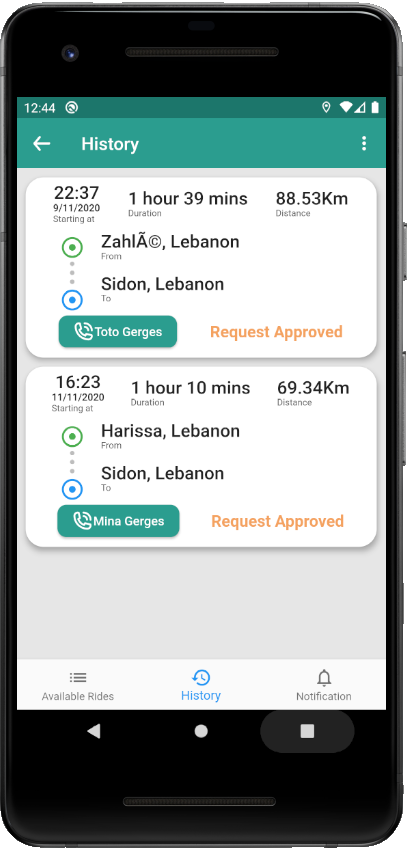 12:44
History
22:37 1 hour 39 mins 88.53Km
9/11/2020 Duration Distance
Starting at
ZahlÃ©, Lebanon
From
Sidon, Lebanon
To
Toto Gerges Request Approved
16:23 1 hour 10 mins 69.34Km
11/11/2020 Duration Distance
Starting at
Harissa, Lebanon
From
Sidon, Lebanon
To
Mina Gerges Request Approved
Available Rides History Notification